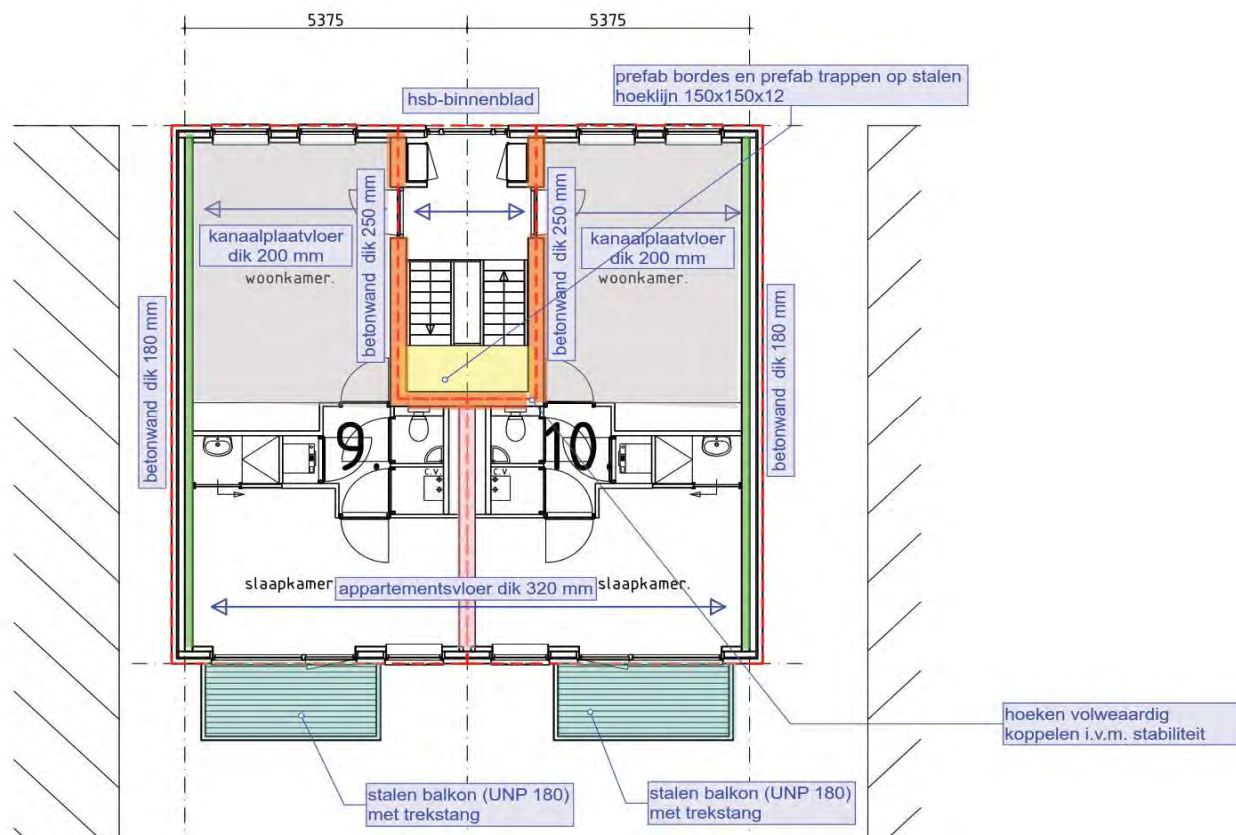 5375
5375
prefab bordes en prefab trappen op stalen
hoeklijn 150x150x12
hsb-binnenblad
betonwand dik 250 mm
betonwand dik 250 mm
kanaalplaatvloer
dik 200 mm
kanaalplaatvloer
dik 200 mm
woonkamer.
woonkamer.
betonwand dik 180 mm
betonwand dik 180 mm
9
10
C.V.
C.V.
slaapkamer
appartementsvloer dik 320 mm
slaapkamer.
hoeken volweaardig
koppelen i.v.m. stabiliteit
stalen balkon (UNP 180)
met trekstang
stalen balkon (UNP 180)
met trekstang